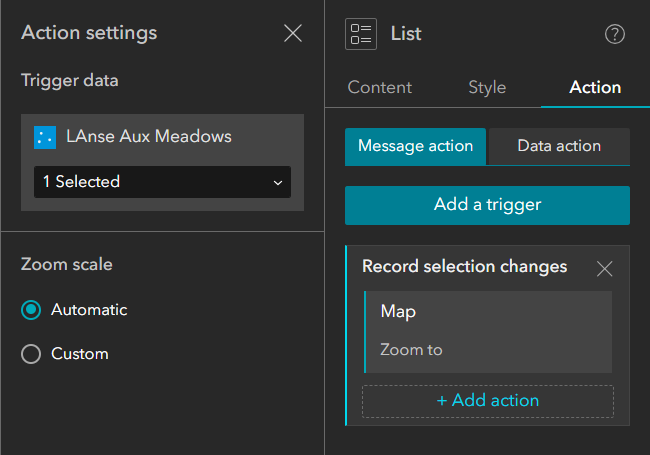 Action settings
Trigger data
LAnse Aux Meadows
1 Selected
Zoom scale
Automatic
Custom
List
?
Content
Style
Action
Message action
Data action
Add a trigger
Record selection changes
Map
Zoom to
+ Add action